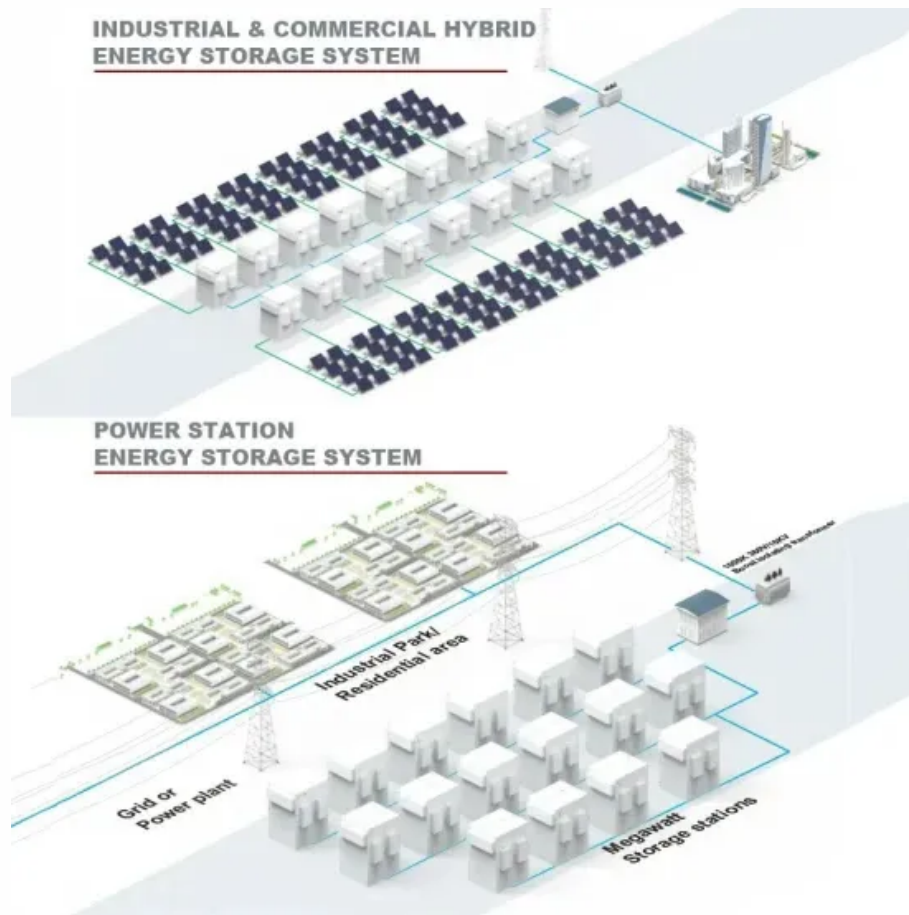 INDUSTRIAL & COMMERCIAL HYBRID
ENERGY STORAGE SYSTEM
POWER STATION
ENERGY STORAGE SYSTEM
Industrial Park/
Residential area
Grid or
Power plant
Megawatt
Storage stations